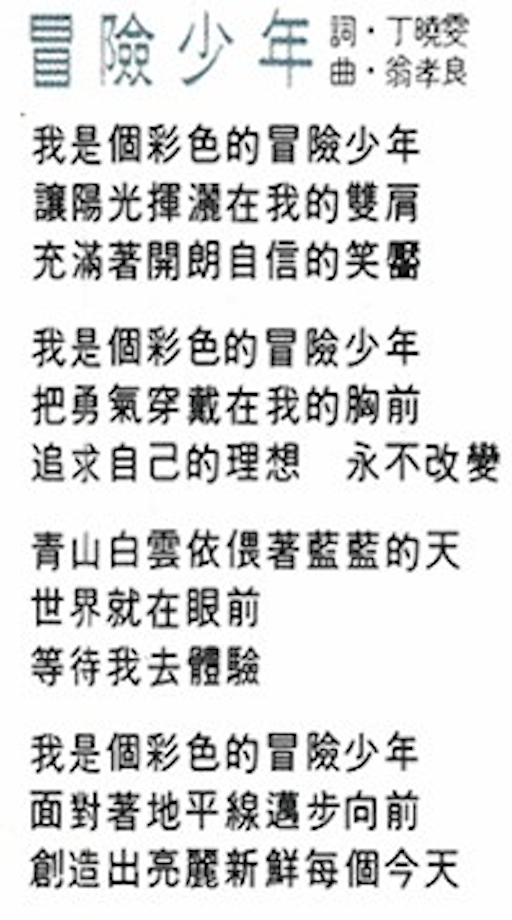 冒險少年
詞·丁曉雯
曲·翁孝良
我是個彩色的冒險少年
讓陽光揮灑在我的雙肩
充滿著開朗自信的笑靨
我是個彩色的冒險少年
把勇氣穿戴在我的胸前
追求自己的理想　永不改變
青山白雲依偎著藍藍的天
世界就在眼前
等待我去體驗
我是個彩色的冒險少年
面對著地平線邁步向前
創造出亮麗新鮮每個今天